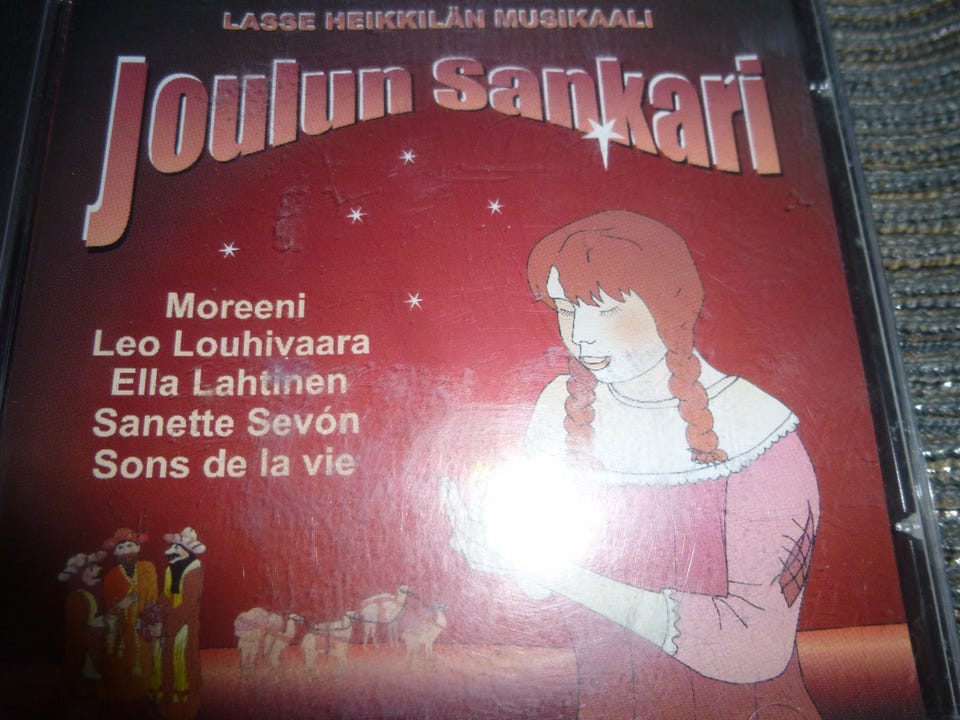 LASSE HEIKKILÄN MUSIKAALI
Joulun Sankari
Moreeni
Leo Louhivaara
Ella Lahtinen
Sanette Sevón
Sons de la vie